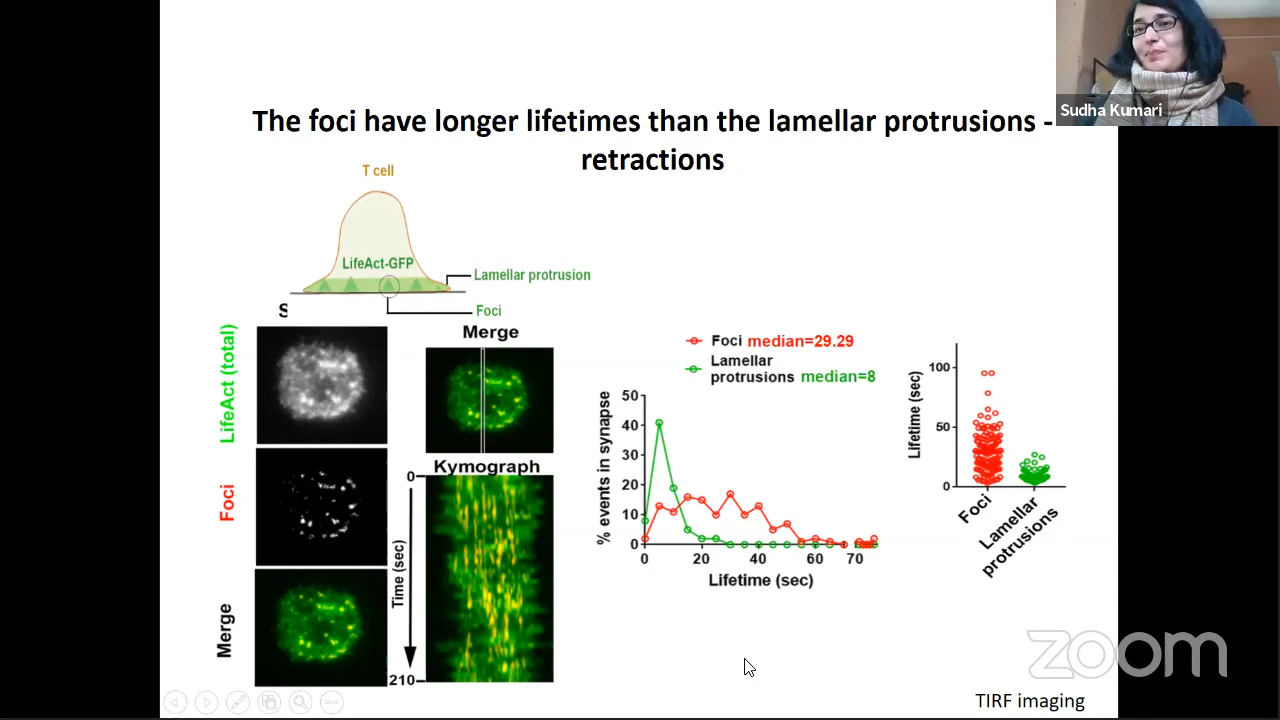 Sudha Kumari
The foci have longer lifetimes than the lamellar protrusions -
retractions
T cell
LifeAct-GFP
Lamellar protrusion
Foci
S
LifeAct (total)
Foci
Merge
Merge
Kymograph
0
Time (sec)
210
Foci median=29.29
Lamellar
protrusions median=8
% events in synapse
50
40
30
20
10
0
0 20 40 60 70
Lifetime (sec)
Lifetime (sec)
100
50
0
Foci
Lamellar
protrusions
zoom
TIRF imaging